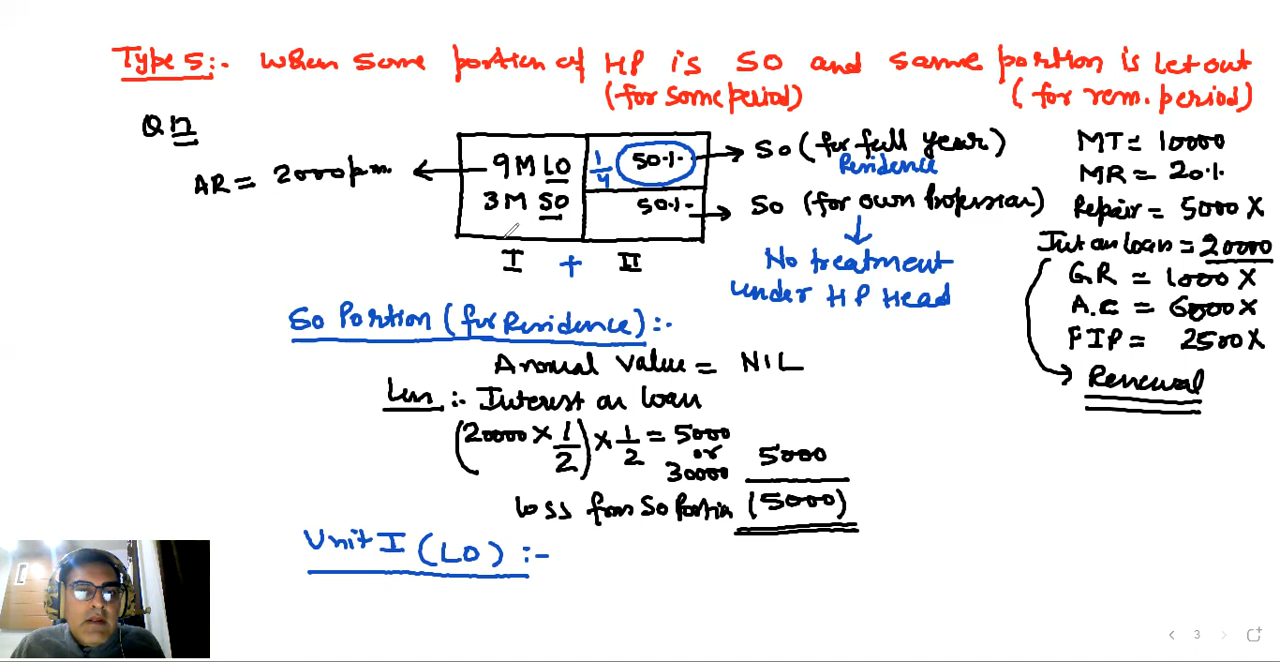 Type 5:- When some portion of HP is SO and same portion is Let out
(for some period) (for rem. period)
Q 17
AR = 2000 p.m.
9M LO
3M SO
1/4 50%
50%
I + II
SO (for full year)
Residence
SO (for own profession)
No treatment
under HP Head
MT = 10000
MR = 20%
Repair = 5000 X
Int on loan = 20000
G.R = 1000 X
A.C = 6000 X
FIP = 2500 X
Renewal
So Portion (for Residence) :-
Annual Value = NIL
Less :- Interest on loan
(20000 X 1/2) X 1/2 = 5000
or
30000 5000
Loss from So Portion (5000)
Unit I (LO) :-
3